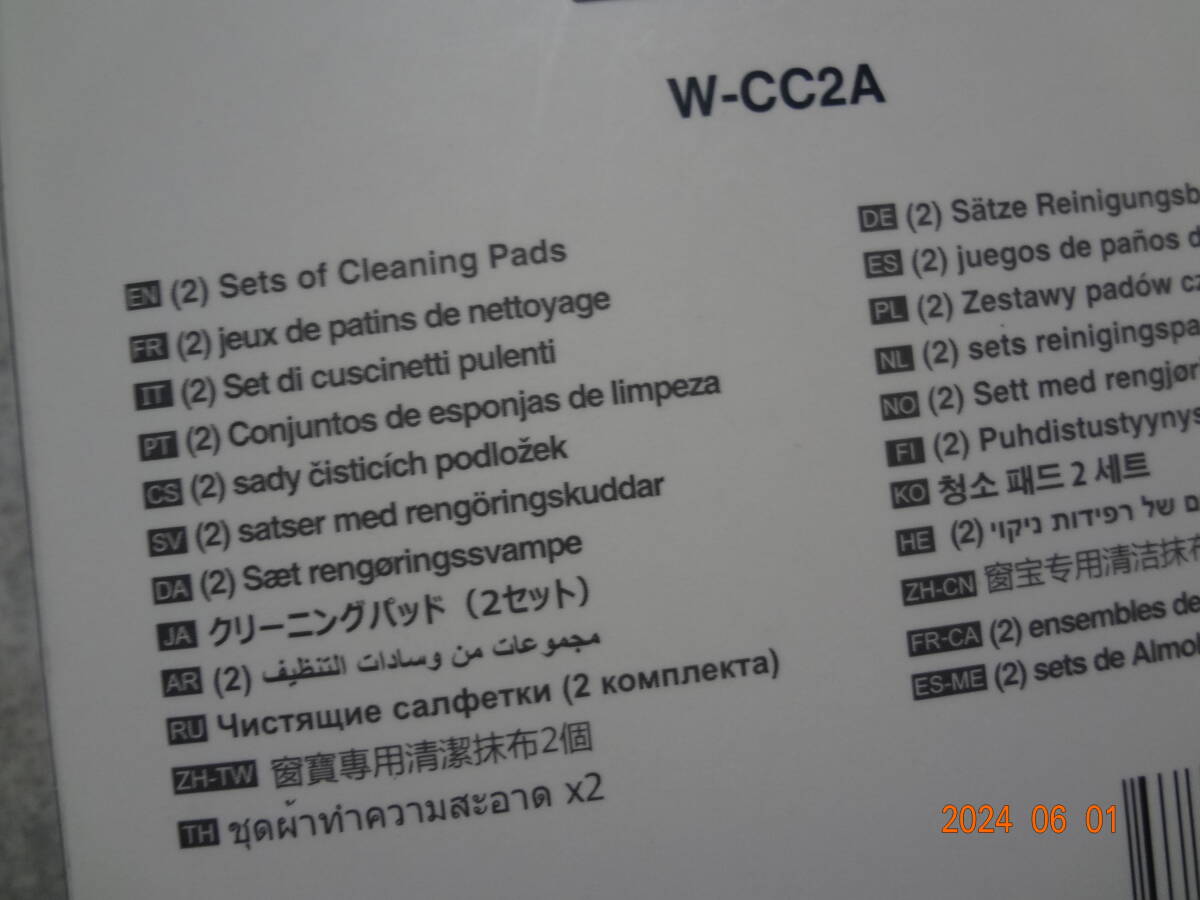 W-CC2A
EN (2) Sets of Cleaning Pads
FR (2) jeux de patins de nettoyage
IT (2) Set di cuscinetti pulenti
PT (2) Conjuntos de esponjas de limpeza
CS (2) sady čisticích podložek
SV (2) satser med rengöringskuddar
DA (2) Sæt rengøringssvampe
JA クリーニングパッド（2セット）
AR (2) مجموعات من وسادات التنظيف
RU Чистящие салфетки (2 комплекта)
ZH-TW 窗寶專用清潔抹布2個
TH ชุดผ้าทำความสะอาด x2
DE (2) Sätze
ES (2) juegos de paños
PL (2) Zestawy padów
NL (2) sets
NO (2) Sett med
FI (2)
KO 청소 패드 2 세트
HE (2) של רפידות ניקוי
ZH-CN 窗宝专用清洁抹布
FR-CA (2) ensembles de
ES-ME (2) sets de
2024 06 01